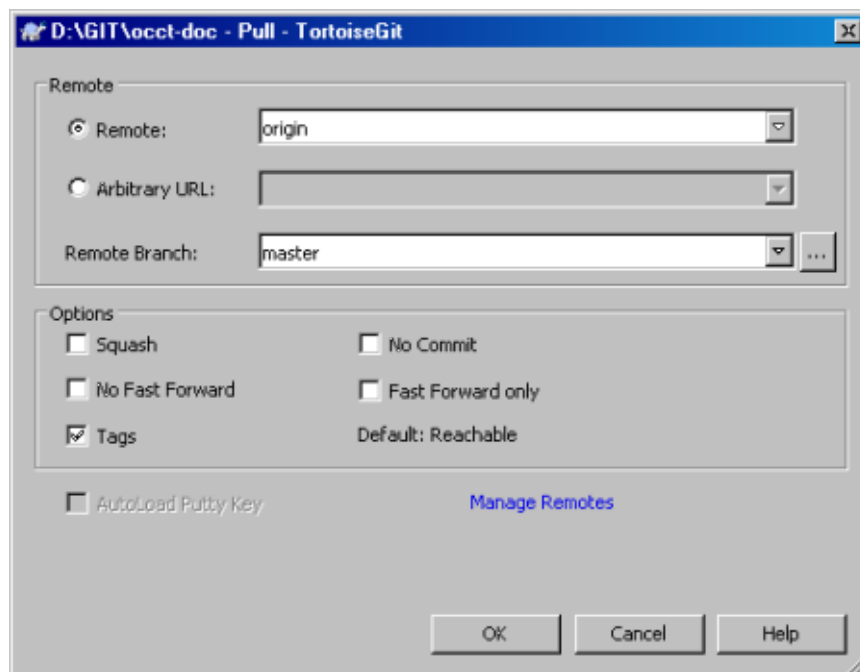 D:\GIT\occt-doc - Pull - TortoiseGit
Remote
Remote: origin
Arbitrary URL:
Remote Branch: master ...
Options
Squash No Commit
No Fast Forward Fast Forward only
Tags Default: Reachable
AutoLoad Putty Key Manage Remotes
OK Cancel Help